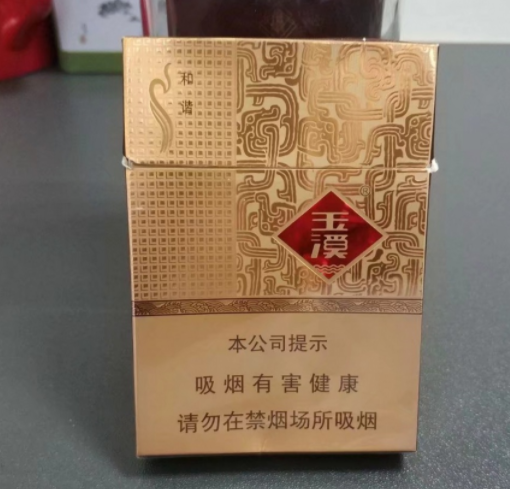 和谐
玉溪
®
本公司提示
吸烟有害健康
请勿在禁烟场所吸烟